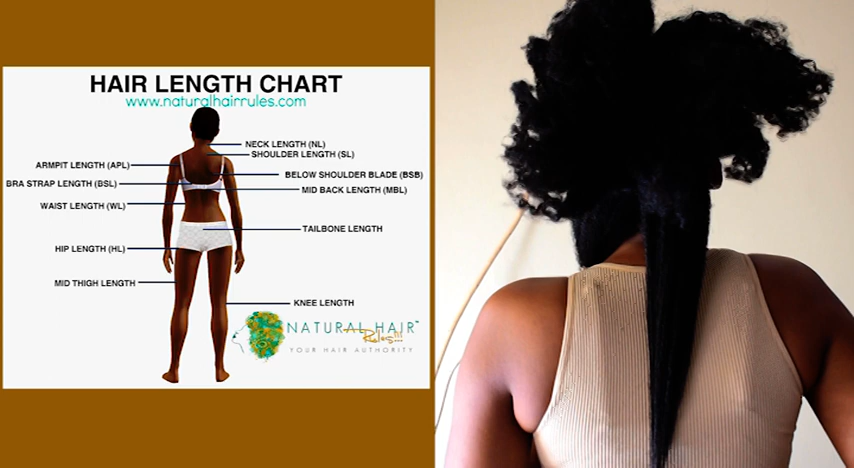 HAIR LENGTH CHART
www.naturalhairrules.com
NECK LENGTH (NL)
SHOULDER LENGTH (SL)
ARMPIT LENGTH (APL)
BELOW SHOULDER BLADE (BSB)
BRA STRAP LENGTH (BSL)
MID BACK LENGTH (MBL)
WAIST LENGTH (WL)
TAILBONE LENGTH
HIP LENGTH (HL)
MID THIGH LENGTH
KNEE LENGTH
NATURAL HAIR™
Rules!!!
YOUR HAIR AUTHORITY